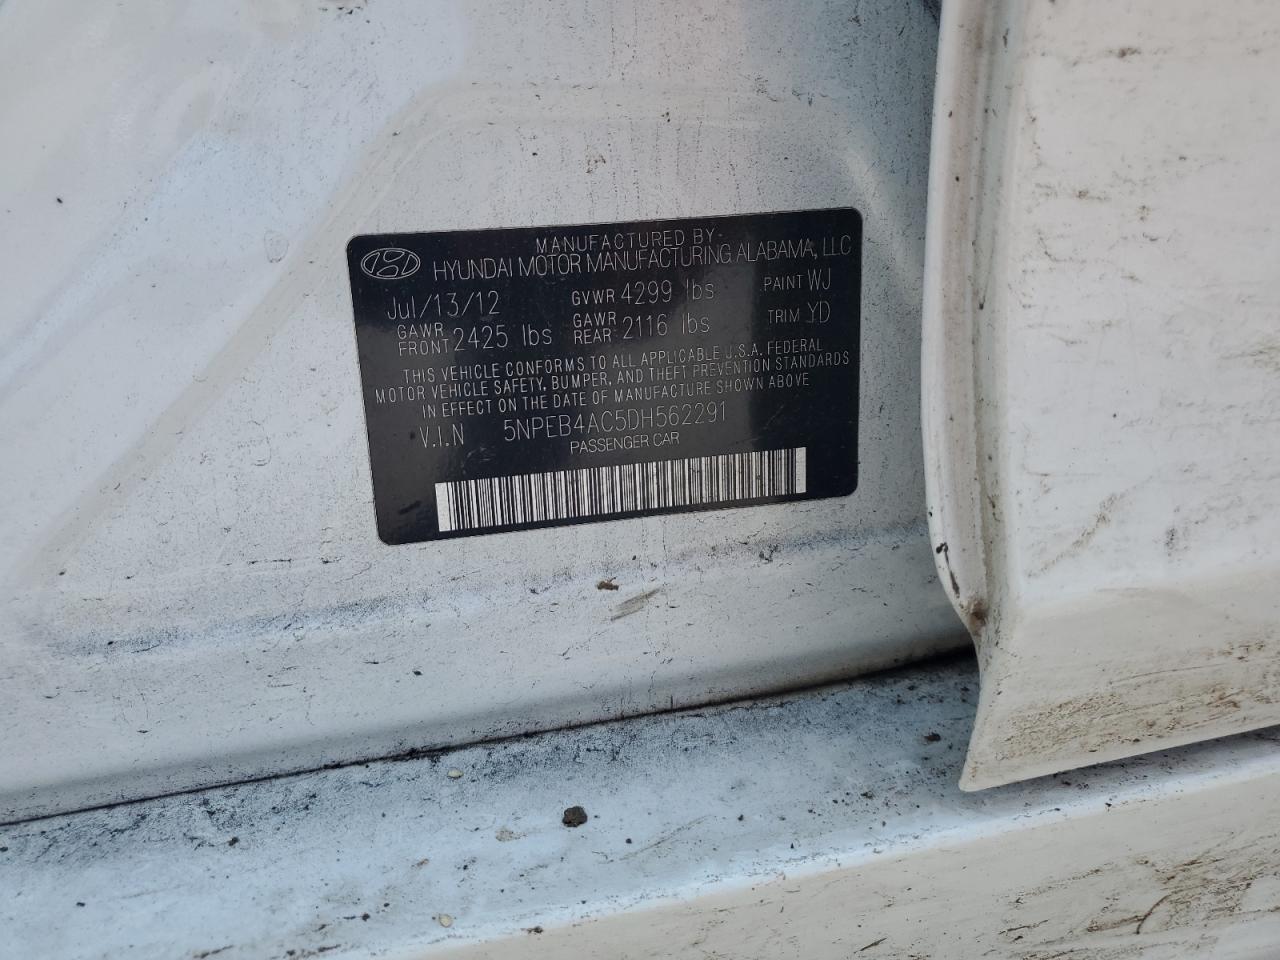 MANUFACTURED BY-
HYUNDAI MOTOR MANUFACTURING ALABAMA, LLC
Jul/13/12 GVWR 4299 lbs PAINT WJ
GAWR FRONT 2425 lbs GAWR REAR 2116 lbs TRIM YD
THIS VEHICLE CONFORMS TO ALL APPLICABLE U.S.A. FEDERAL
MOTOR VEHICLE SAFETY, BUMPER, AND THEFT PREVENTION STANDARDS
IN EFFECT ON THE DATE OF MANUFACTURE SHOWN ABOVE
V.I.N 5NPEB4AC5DH562291
PASSENGER CAR